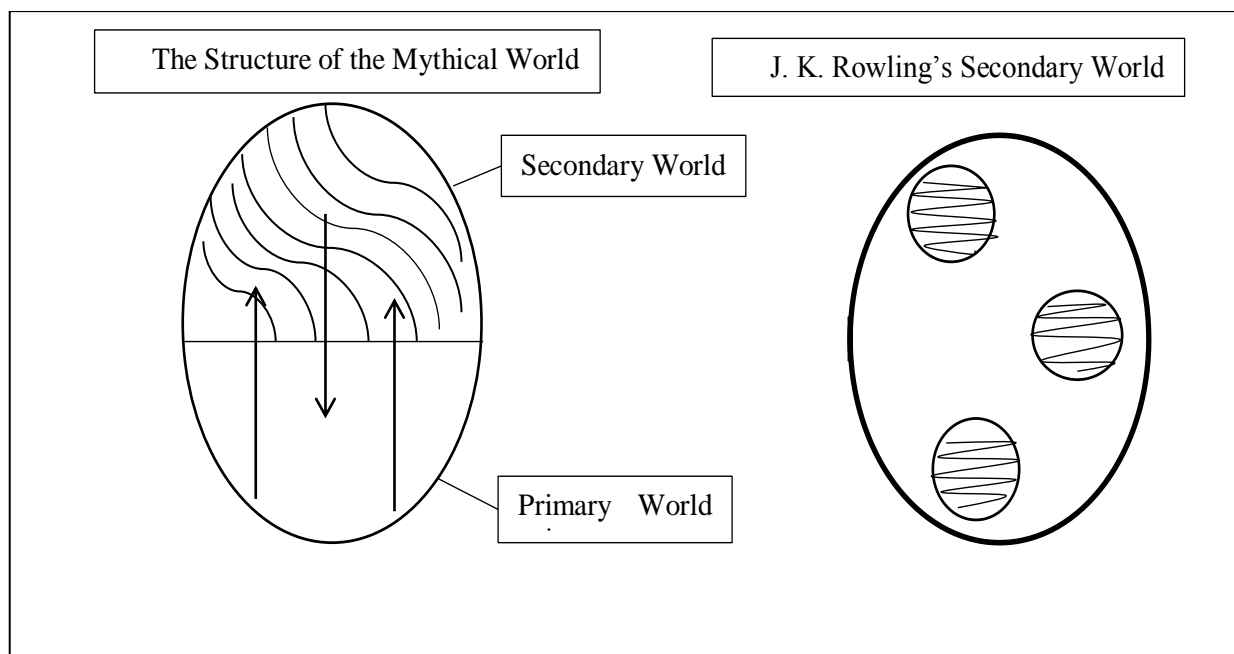 The Structure of the Mythical World
J. K. Rowling's Secondary World
Secondary World
Primary World